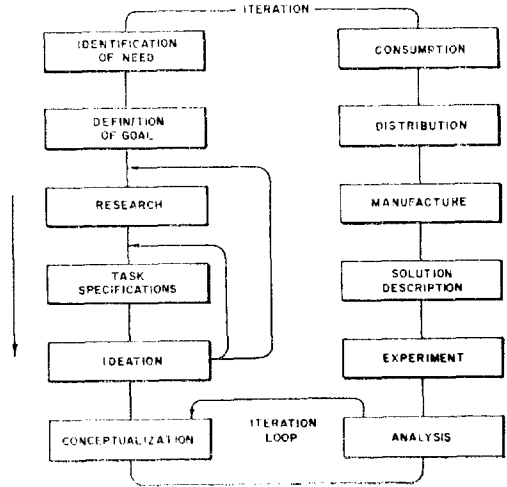 ITERATION
IDENTIFICATION
OF NEED
DEFINITION
OF GOAL
RESEARCH
TASK
SPECIFICATIONS
IDEATION
CONCEPTUALIZATION
ITERATION
LOOP
CONSUMPTION
DISTRIBUTION
MANUFACTURE
SOLUTION
DESCRIPTION
EXPERIMENT
ANALYSIS